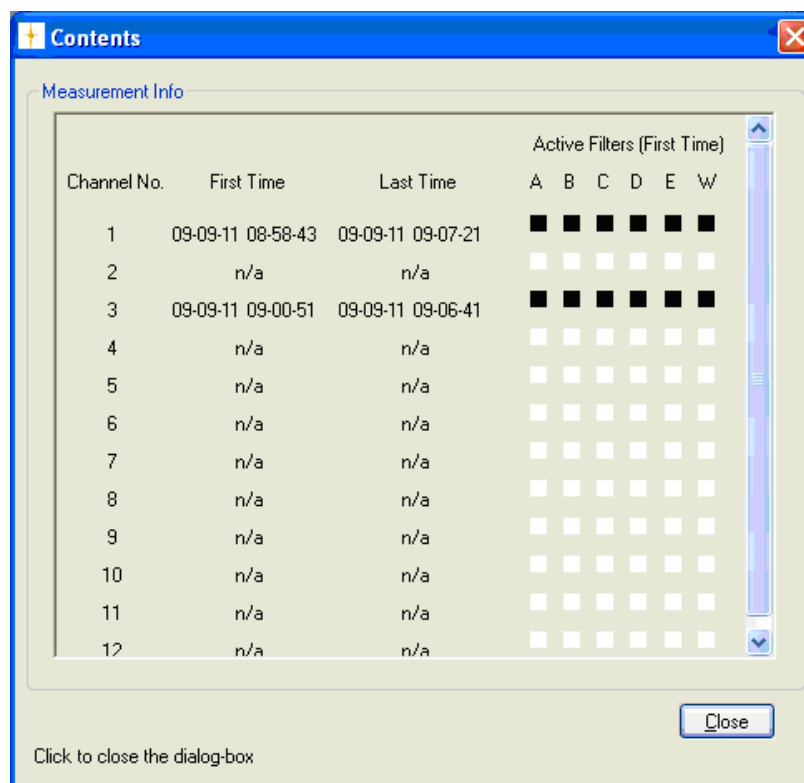 Contents
Measurement Info
Active Filters (First Time)
Channel No. First Time Last Time A B C D E W
1 09-09-11 08-58-43 09-09-11 09-07-21
2 n/a n/a
3 09-09-11 09-00-51 09-09-11 09-06-41
4 n/a n/a
5 n/a n/a
6 n/a n/a
7 n/a n/a
8 n/a n/a
9 n/a n/a
10 n/a n/a
11 n/a n/a
12 n/a n/a
Close
Click to close the dialog-box